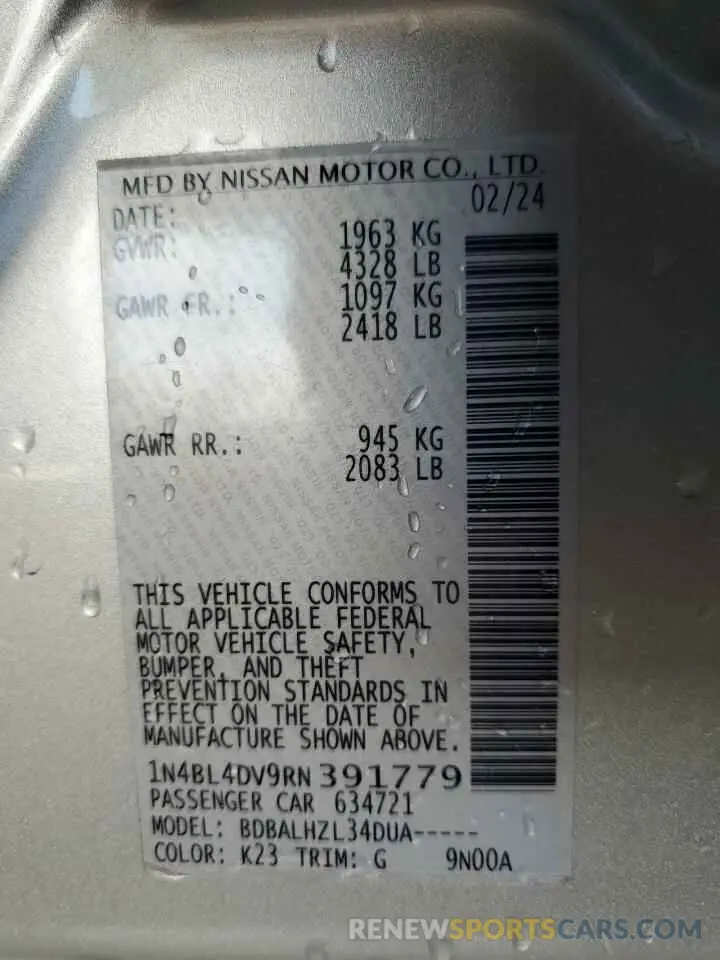 MFD BY NISSAN MOTOR CO., LTD.
DATE: 02/24
GVWR: 1963 KG
4328 LB
GAWR FR.: 1097 KG
2418 LB
GAWR RR.: 945 KG
2083 LB
THIS VEHICLE CONFORMS TO
ALL APPLICABLE FEDERAL
MOTOR VEHICLE SAFETY,
BUMPER, AND THEFT
PREVENTION STANDARDS IN
EFFECT ON THE DATE OF
MANUFACTURE SHOWN ABOVE.
1N4BL4DV9RN391779
PASSENGER CAR 634721
MODEL: BDBALHZL34DUA-----
COLOR: K23 TRIM: G 9N00A
RENEWSPORTSCARS.COM